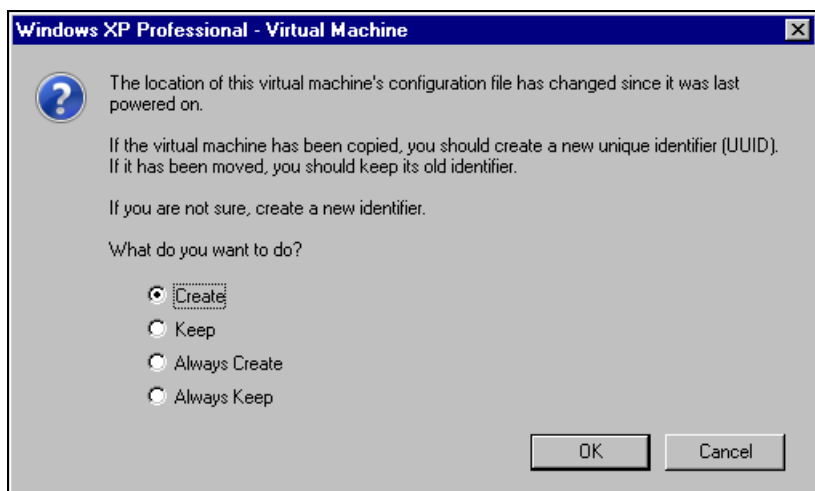 Windows XP Professional - Virtual Machine
The location of this virtual machine's configuration file has changed since it was last
powered on.
If the virtual machine has been copied, you should create a new unique identifier (UUID).
If it has been moved, you should keep its old identifier.
If you are not sure, create a new identifier.
What do you want to do?
Create
Keep
Always Create
Always Keep
OK
Cancel